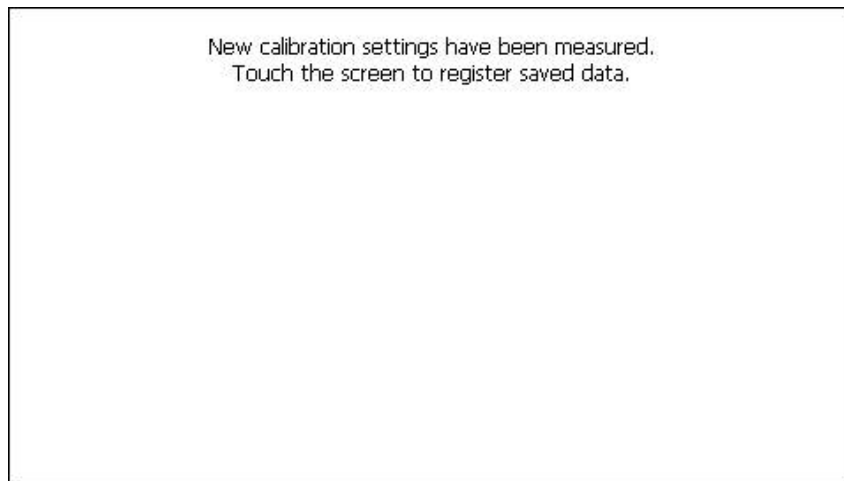 New calibration settings have been measured.
Touch the screen to register saved data.